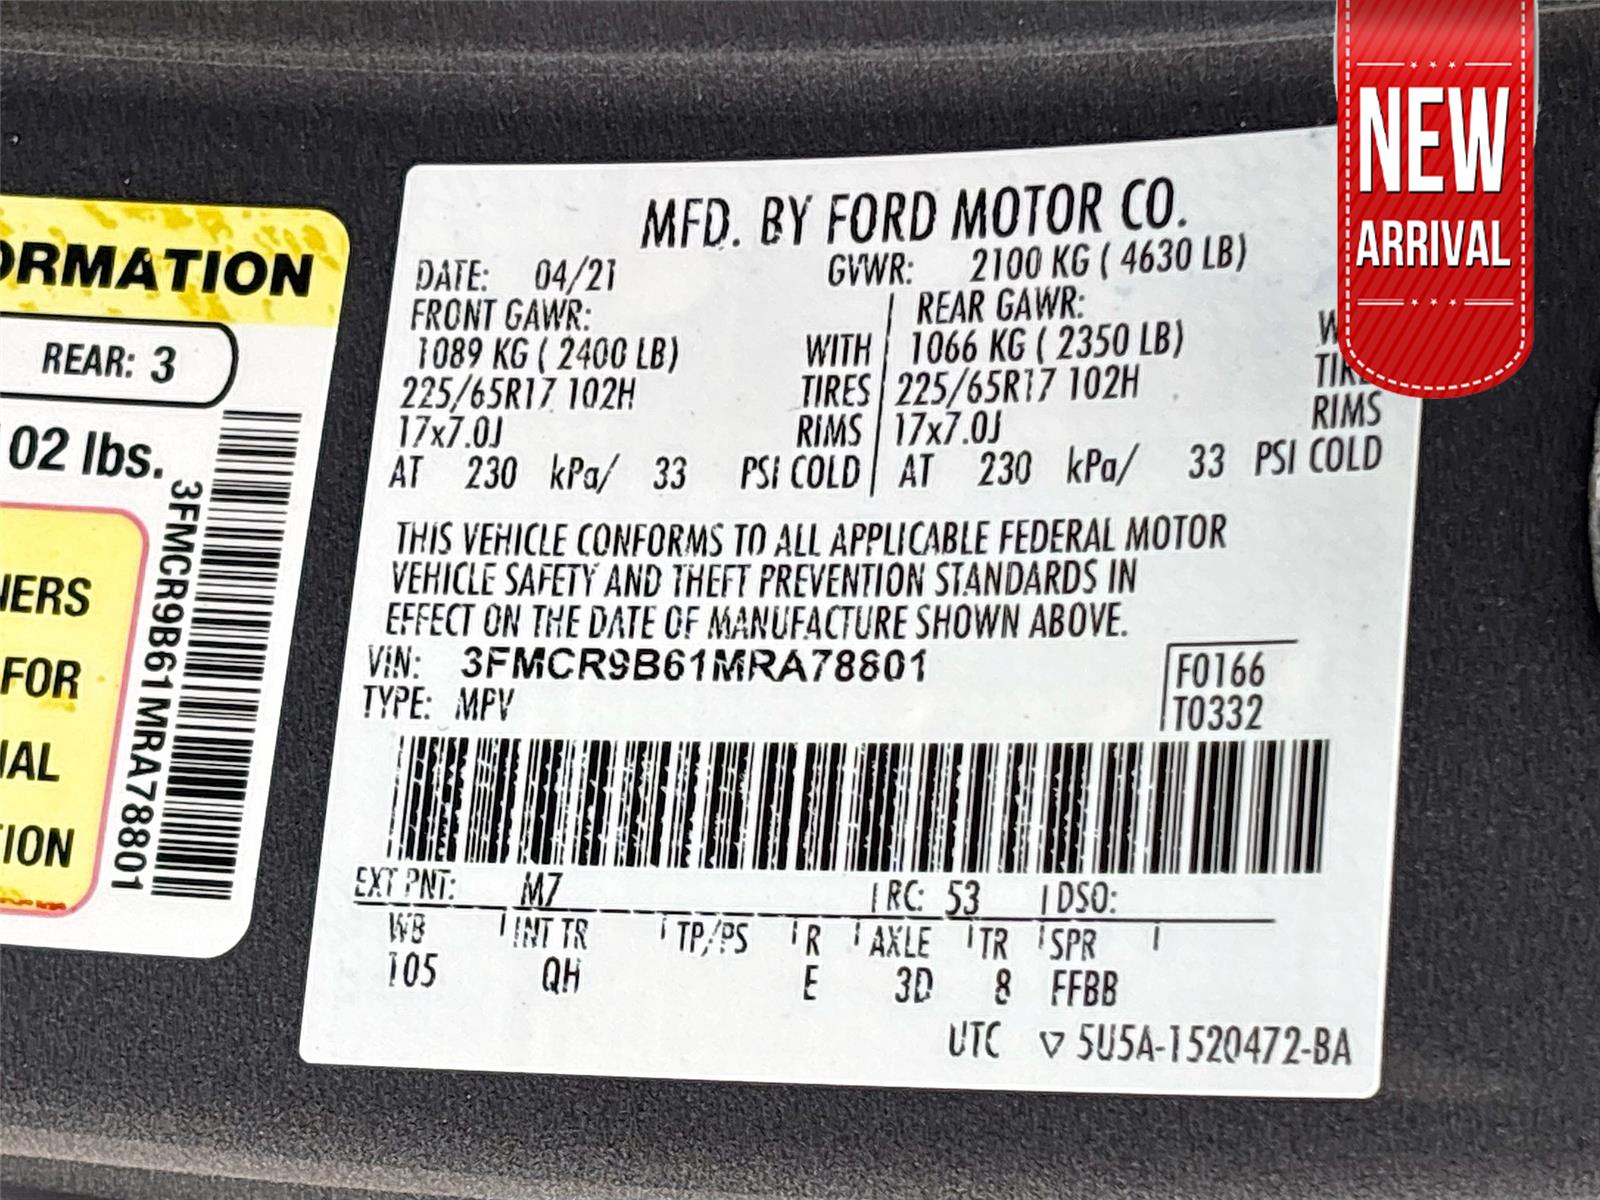 NEW
ARRIVAL
ORMATION
REAR: 3
102 lbs.
NERS
FOR
IAL
ION
3FMCR9B61MRA78801
MFD. BY FORD MOTOR CO.
DATE: 04/21 GVWR: 2100 KG ( 4630 LB)
FRONT GAWR: REAR GAWR:
1089 KG ( 2400 LB) WITH 1066 KG ( 2350 LB) W
225/65R17 102H TIRES 225/65R17 102H TIRE
17x7.0J RIMS 17x7.0J RIMS
AT 230 kPa/ 33 PSI COLD AT 230 kPa/ 33 PSI COLD
THIS VEHICLE CONFORMS TO ALL APPLICABLE FEDERAL MOTOR
VEHICLE SAFETY AND THEFT PREVENTION STANDARDS IN
EFFECT ON THE DATE OF MANUFACTURE SHOWN ABOVE.
VIN: 3FMCR9B61MRA78801 F0166
TYPE: MPV T0332
EXT PNT: M7 RC: 53 DSO:
WB INT TR TP/PS R AXLE TR SPR
105 QH E 3D 8 FFBB
UTC ▽ 5U5A-1520472-BA